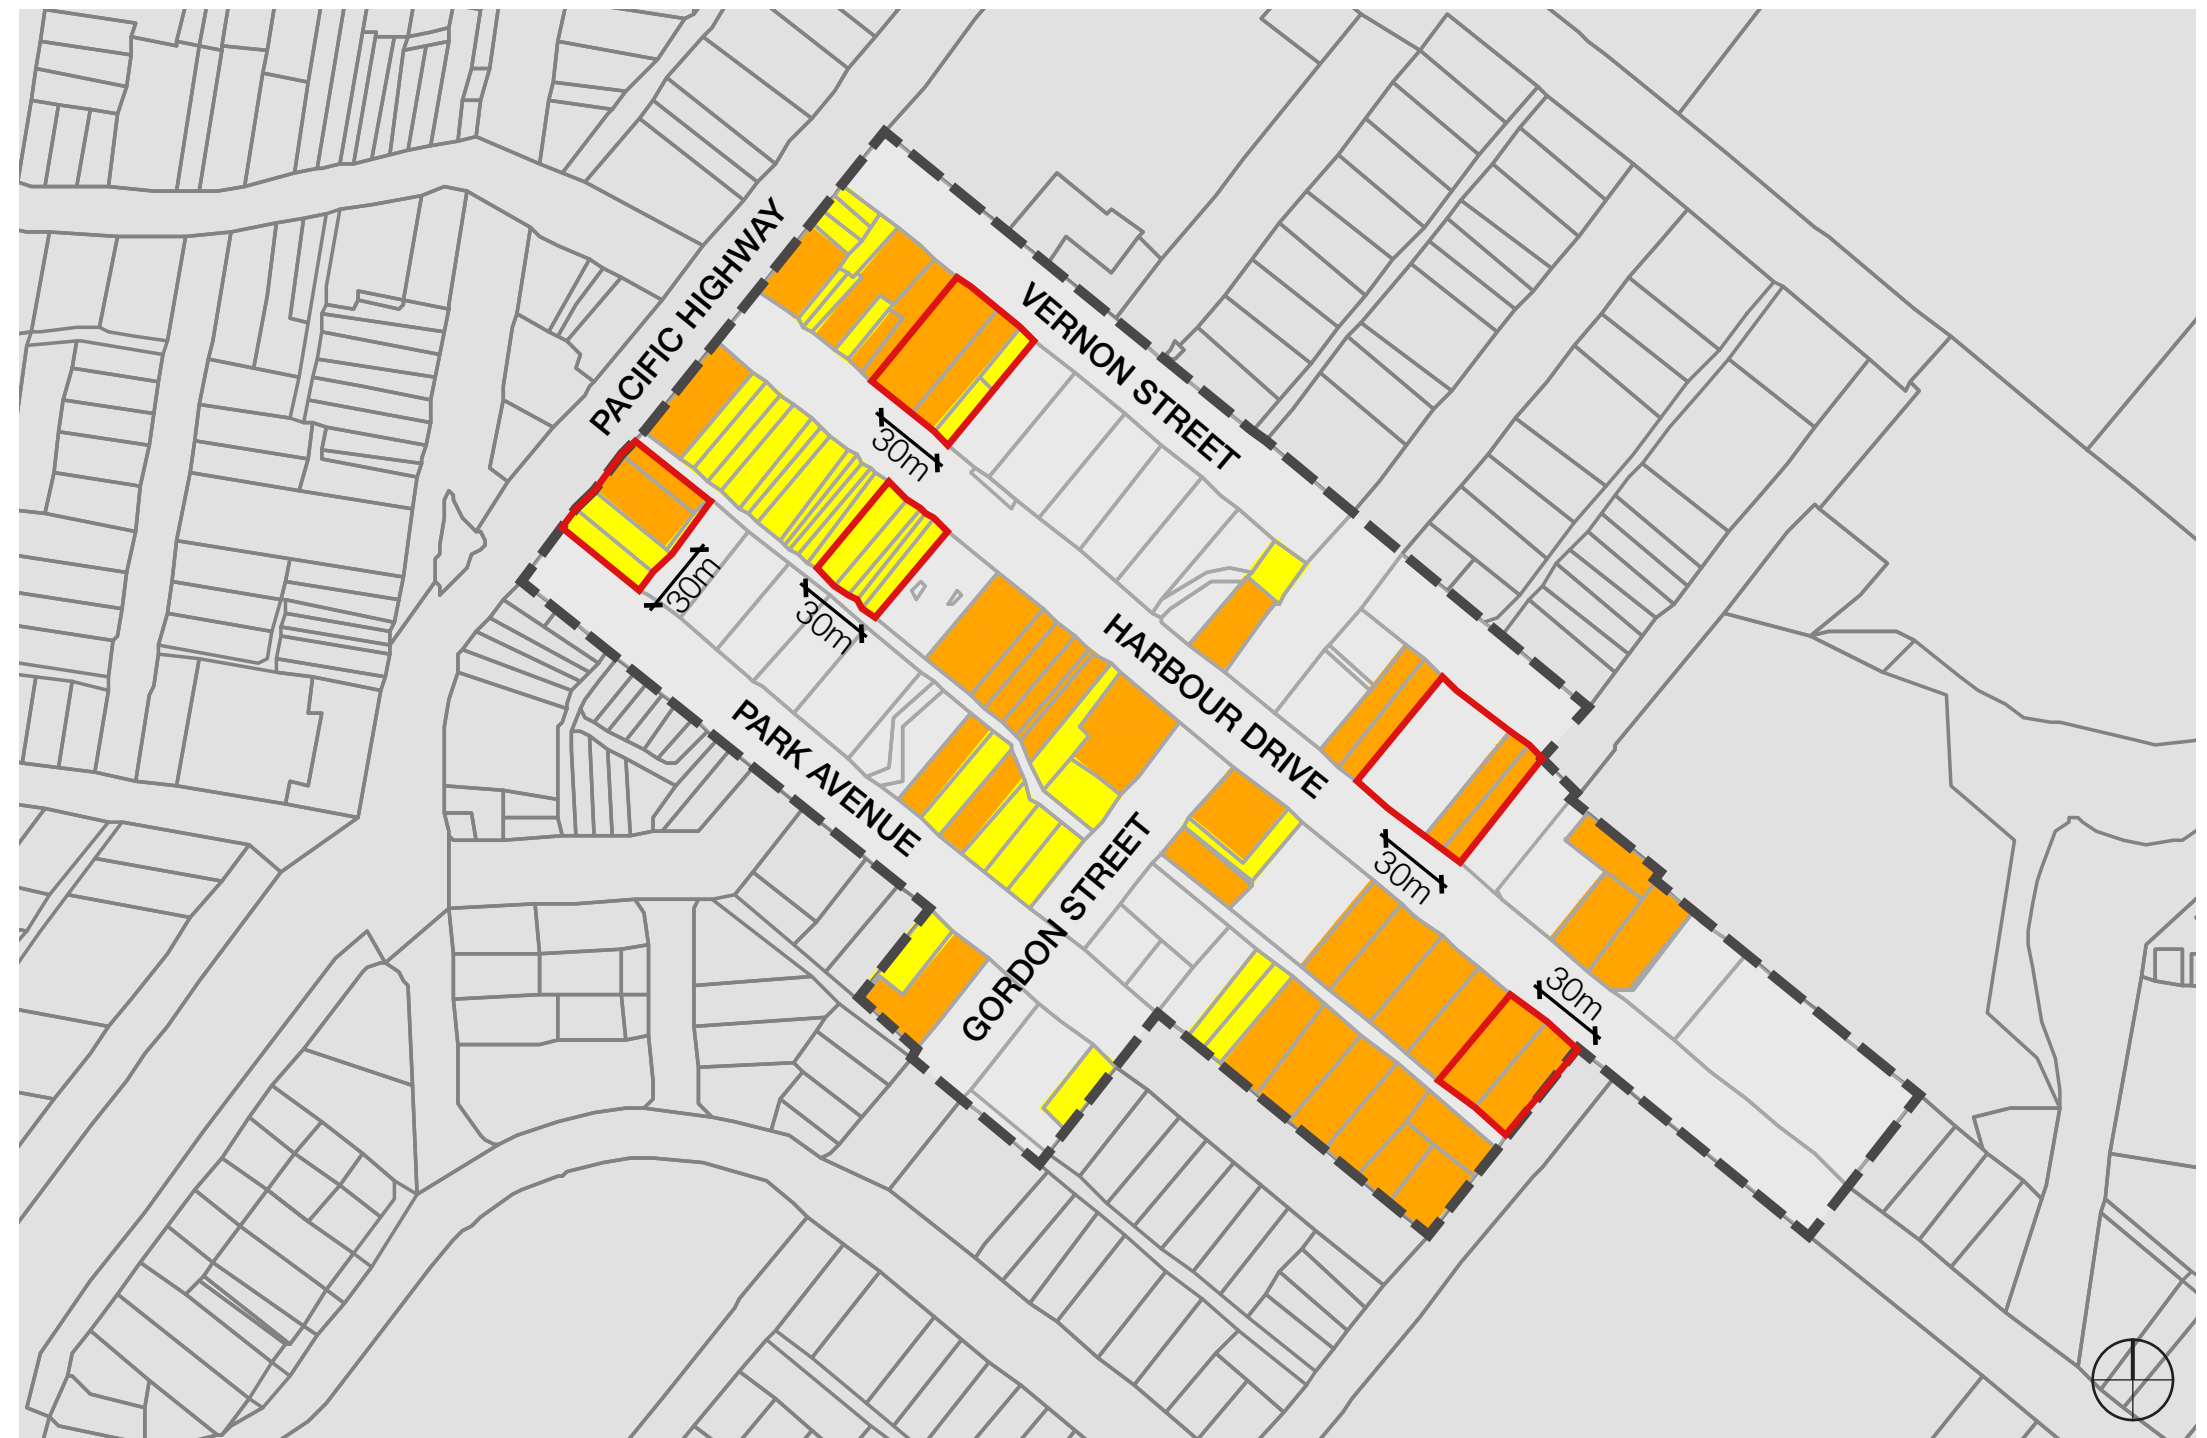 PACIFIC HIGHWAY
VERNON STREET
30m
30m
30m
HARBOUR DRIVE
PARK AVENUE
GORDON STREET
30m
30m